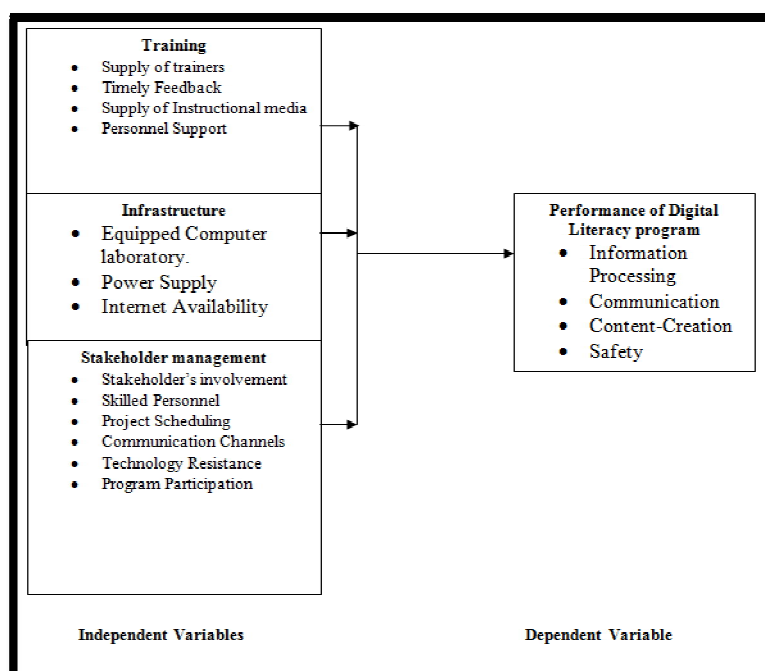 Training
• Supply of trainers
• Timely Feedback
• Supply of Instructional media
• Personnel Support
Infrastructure
• Equipped Computer
laboratory.
• Power Supply
• Internet Availability
Stakeholder management
• Stakeholder’s involvement
• Skilled Personnel
• Project Scheduling
• Communication Channels
• Technology Resistance
• Program Participation
Performance of Digital
Literacy program
• Information
Processing
• Communication
• Content-Creation
• Safety
Independent Variables
Dependent Variable